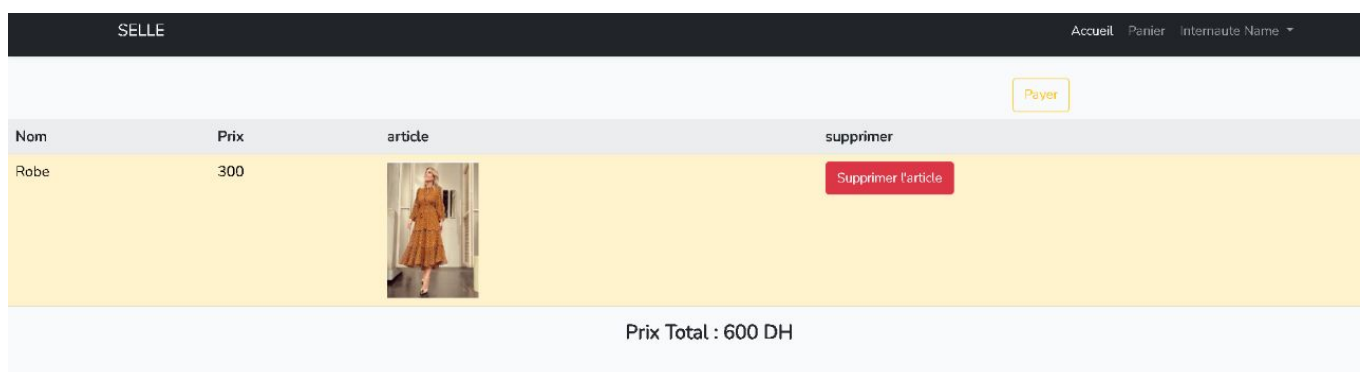 SELLE Accueil Panier Internaute Name
Payer
Nom Prix article supprimer
Robe 300 Supprimer l'article
Prix Total : 600 DH